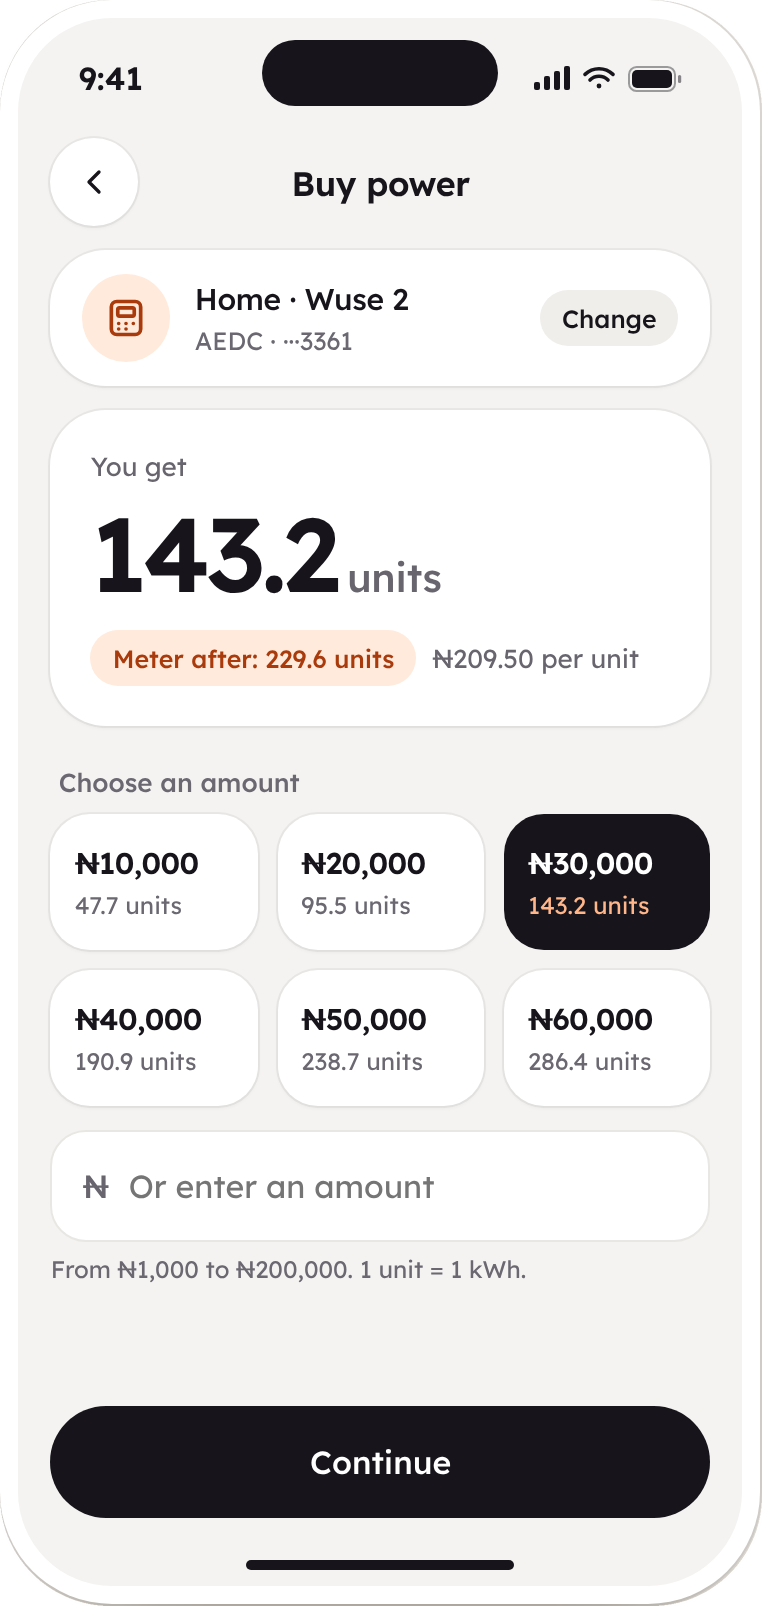 9:41
Buy power
Home · Wuse 2
AEDC · ···3361
Change
You get
143.2 units
Meter after: 229.6 units
₦209.50 per unit
Choose an amount
₦10,000
47.7 units
₦20,000
95.5 units
₦30,000
143.2 units
₦40,000
190.9 units
₦50,000
238.7 units
₦60,000
286.4 units
₦ Or enter an amount
From ₦1,000 to ₦200,000. 1 unit = 1 kWh.
Continue